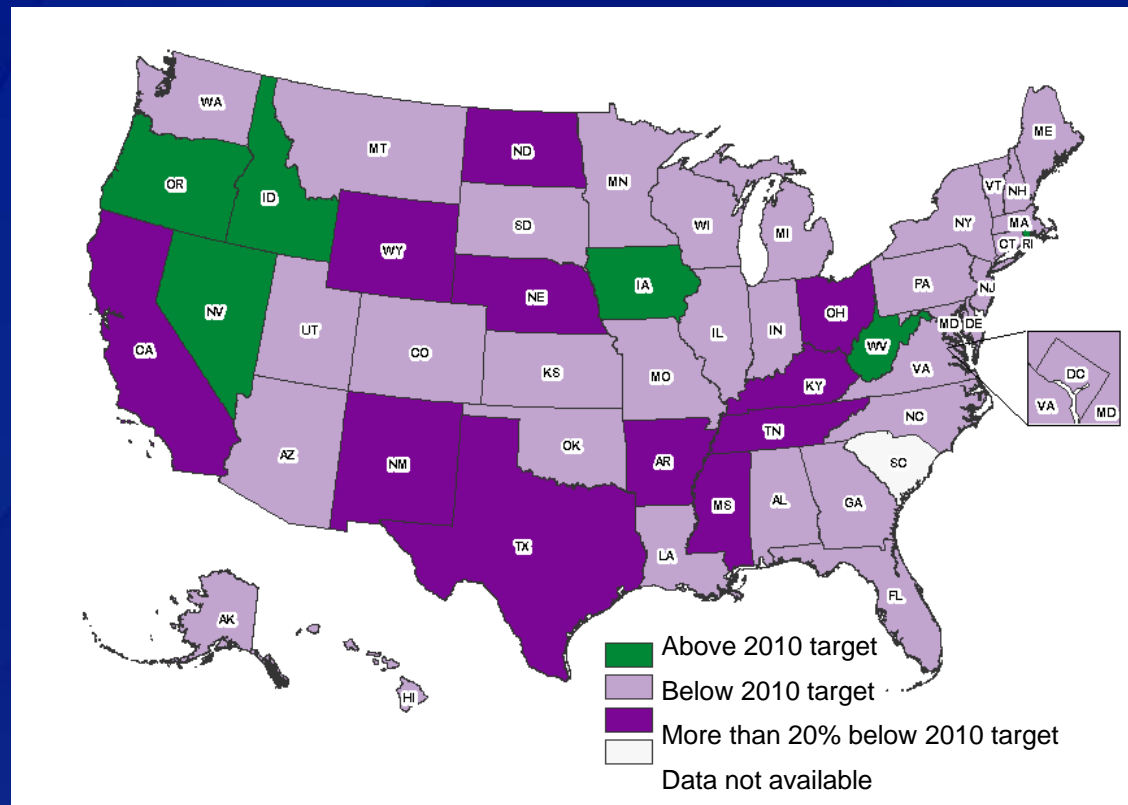 WA
MT
ND
ME
OR
ID
MN
VT
NH
SD
WI
MI
NY
MA
WY
CT
RI
IA
PA
NE
NJ
NV
OH
MD
DE
UT
IL
IN
CA
CO
WV
KS
MO
VA
KY
DC
VA
MD
NC
TN
AZ
NM
OK
AR
SC
MS
AL
GA
TX
LA
FL
AK
HI
Above 2010 target
Below 2010 target
More than 20% below 2010 target
Data not available